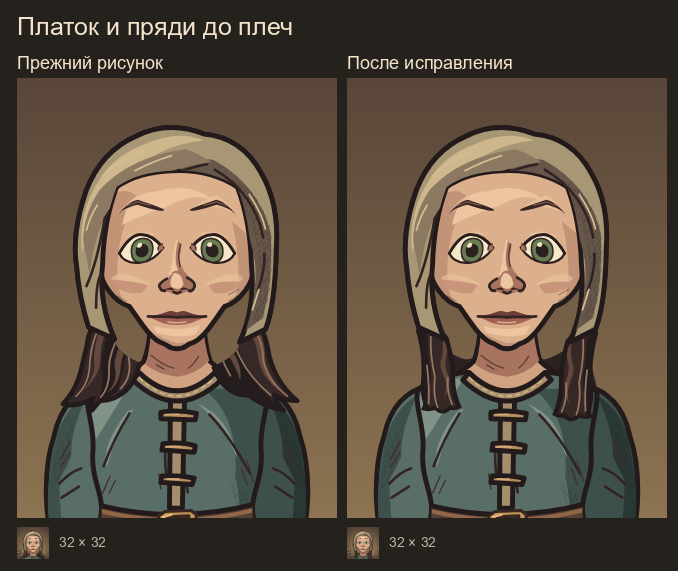 Платок и пряди до плеч
Прежний рисунок
После исправления
32 × 32
32 × 32